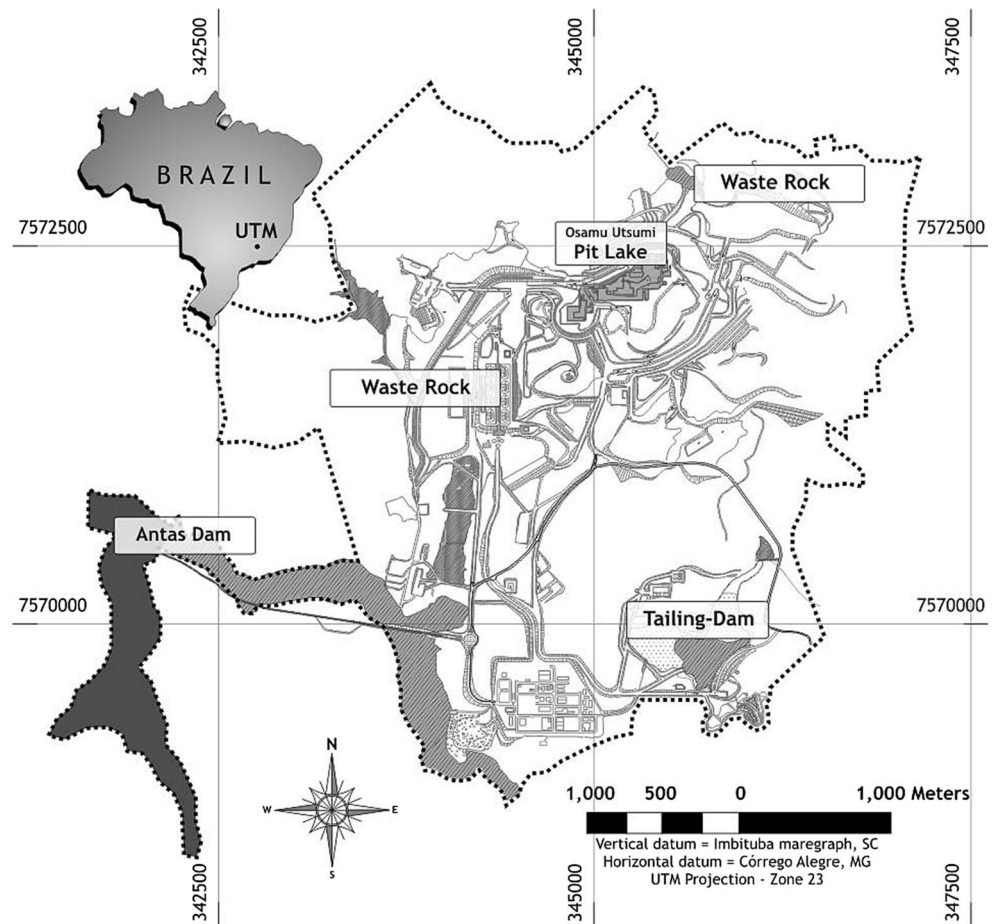 342500
345000
347500
BRAZIL
UTM
Waste Rock
7572500
7572500
Osamu Utsumi
Pit Lake
Waste Rock
Antas Dam
7570000
7570000
Tailing-Dam
N
W
E
S
1,000 500 0 1,000 Meters
Vertical datum = Imbituba maregraph, SC
Horizontal datum = Córrego Alegre, MG
UTM Projection - Zone 23
342500
345000
347500